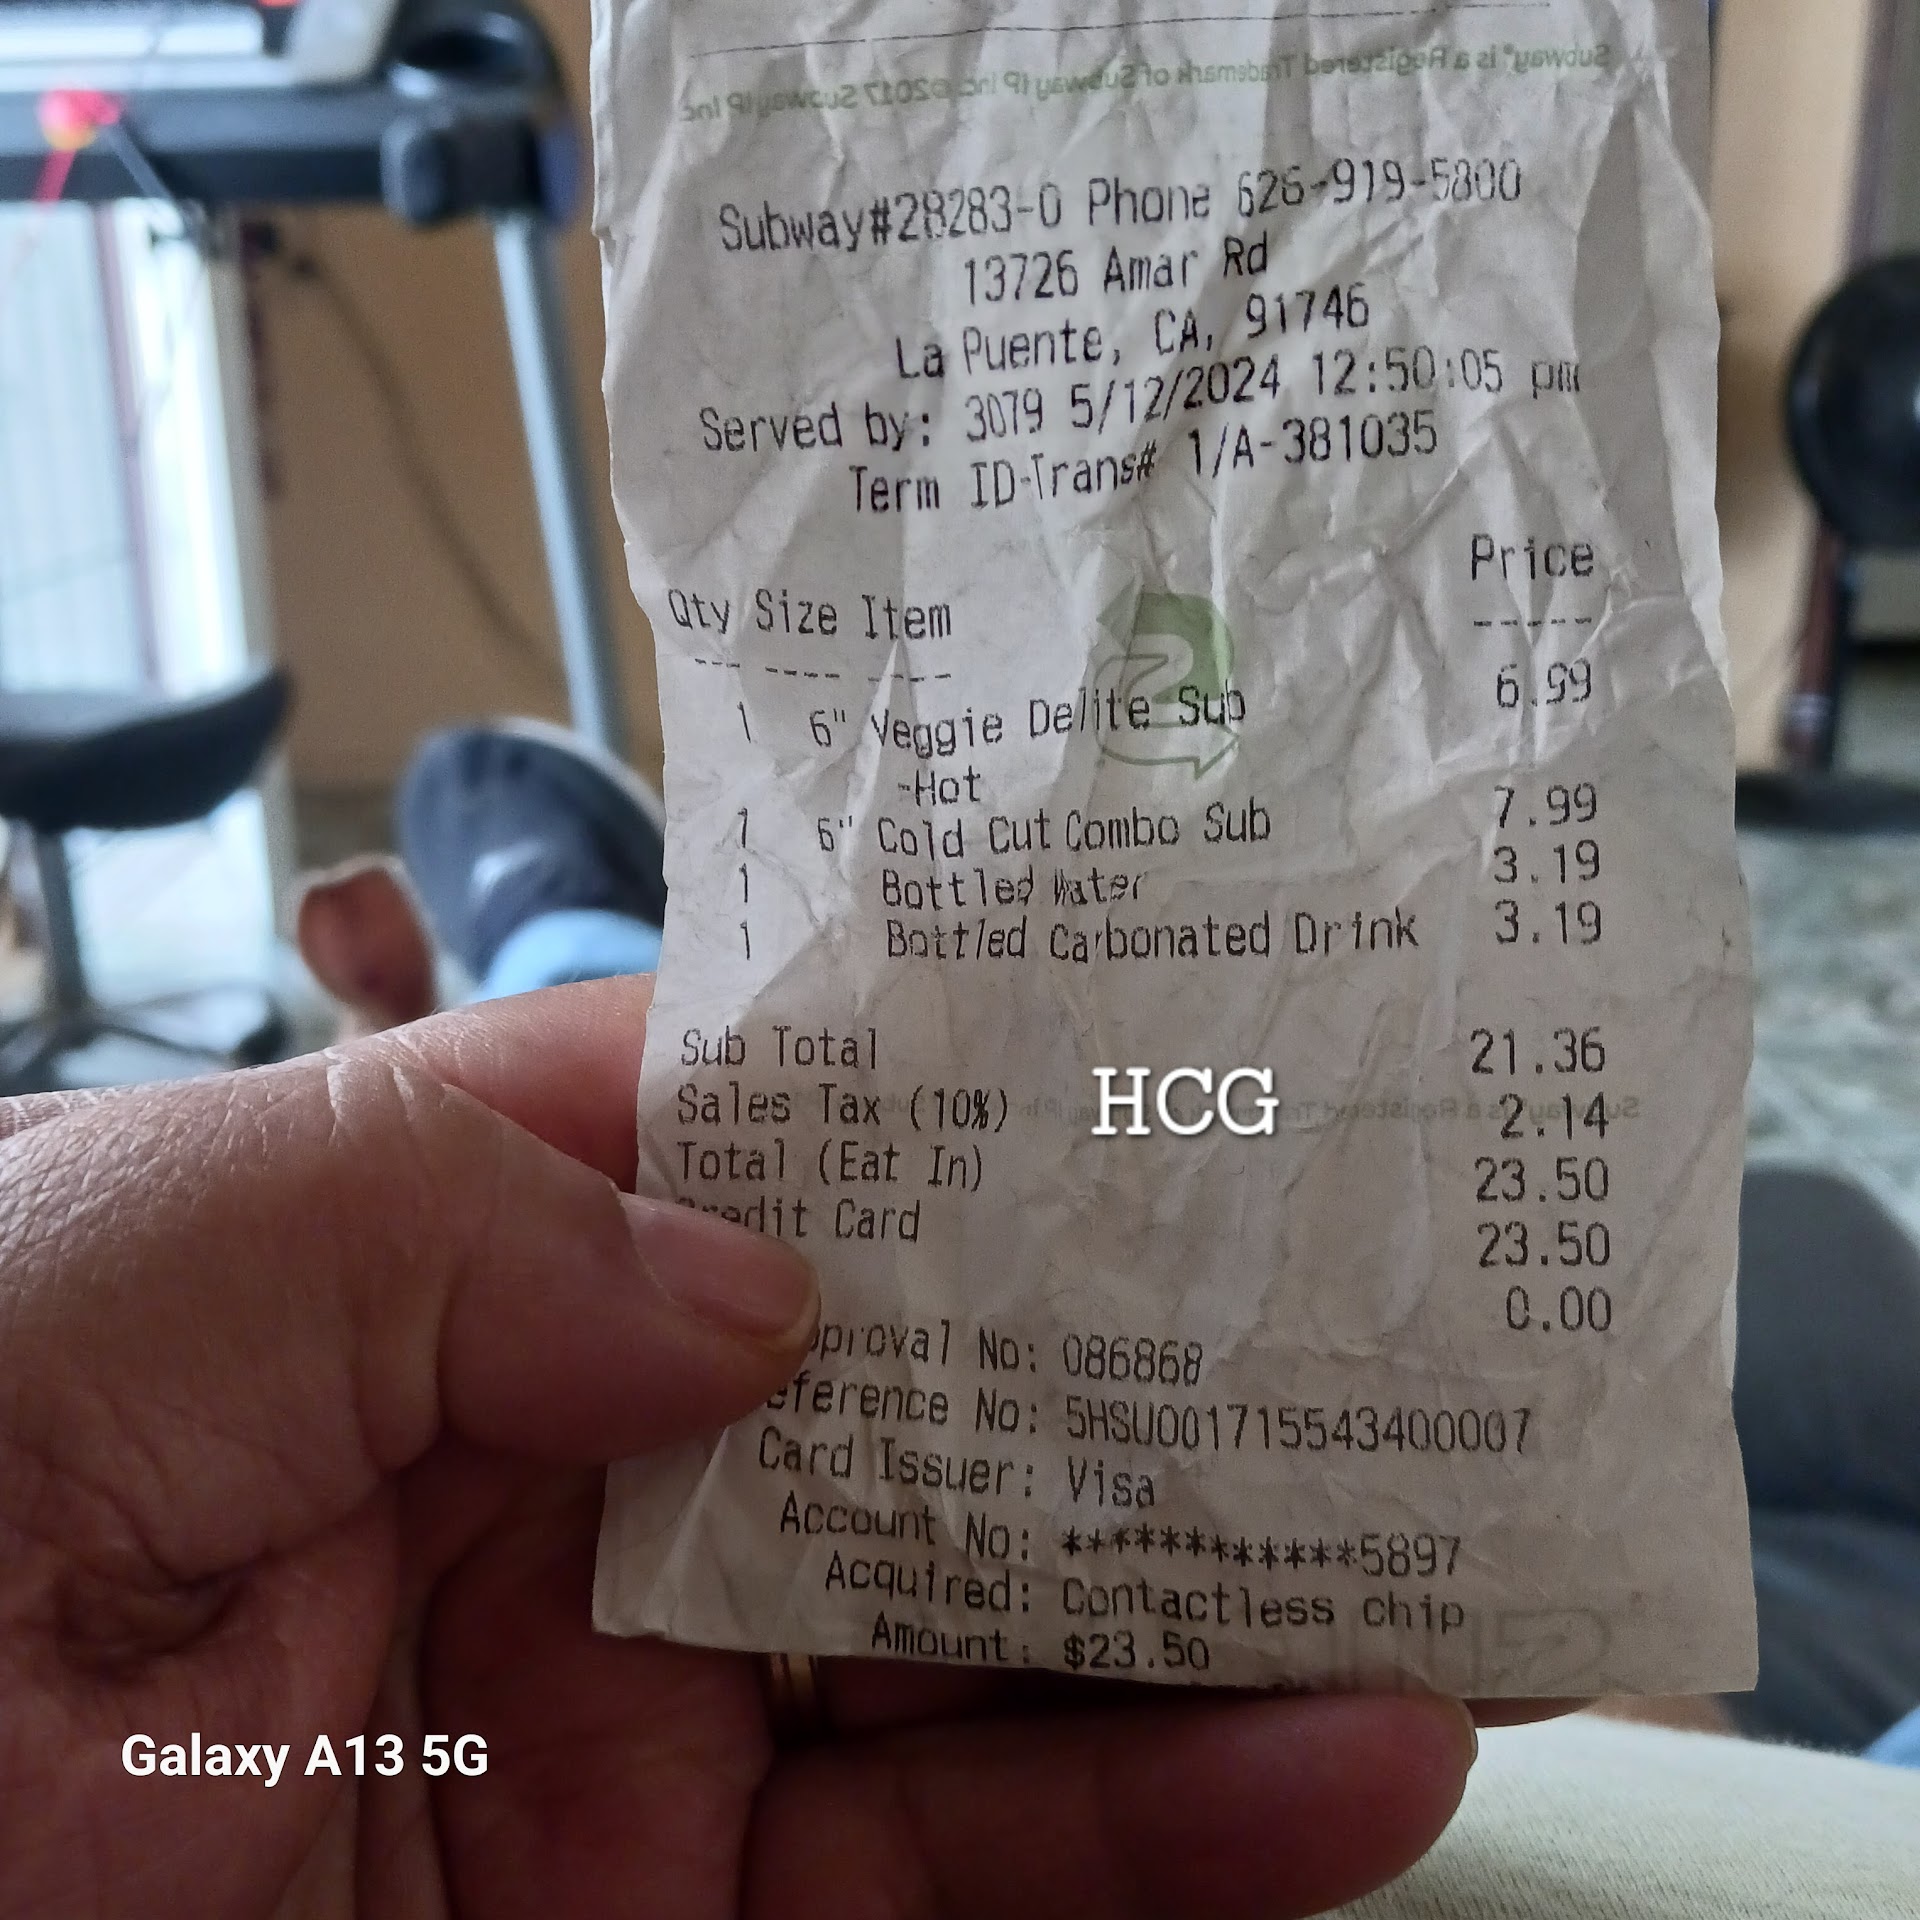 Subway® is a Registered Trademark of Subway IP Inc. ©2017 Subway IP Inc
Subway#28283-0 Phone 626-919-5800
13726 Amar Rd
La Puente, CA, 91746
Served by: 3079 5/12/2024 12:50:05 pm
Term ID-Trans# 1/A-381035
Qty Size Item Price
--- ---- ---- -----
1 6" Veggie Delite Sub 6.99
-Hot
1 6" Cold Cut Combo Sub 7.99
1 Bottled Water 3.19
1 Bottled Carbonated Drink 3.19
Sub Total 21.36
Sales Tax (10%) 2.14
Total (Eat In) 23.50
Credit Card 23.50
0.00
pproval No: 086868
eference No: 5HSU001715543400007
Card Issuer: Visa
Account No: ************5897
Acquired: Contactless chip
Amount: $23.50
HCG
Galaxy A13 5G